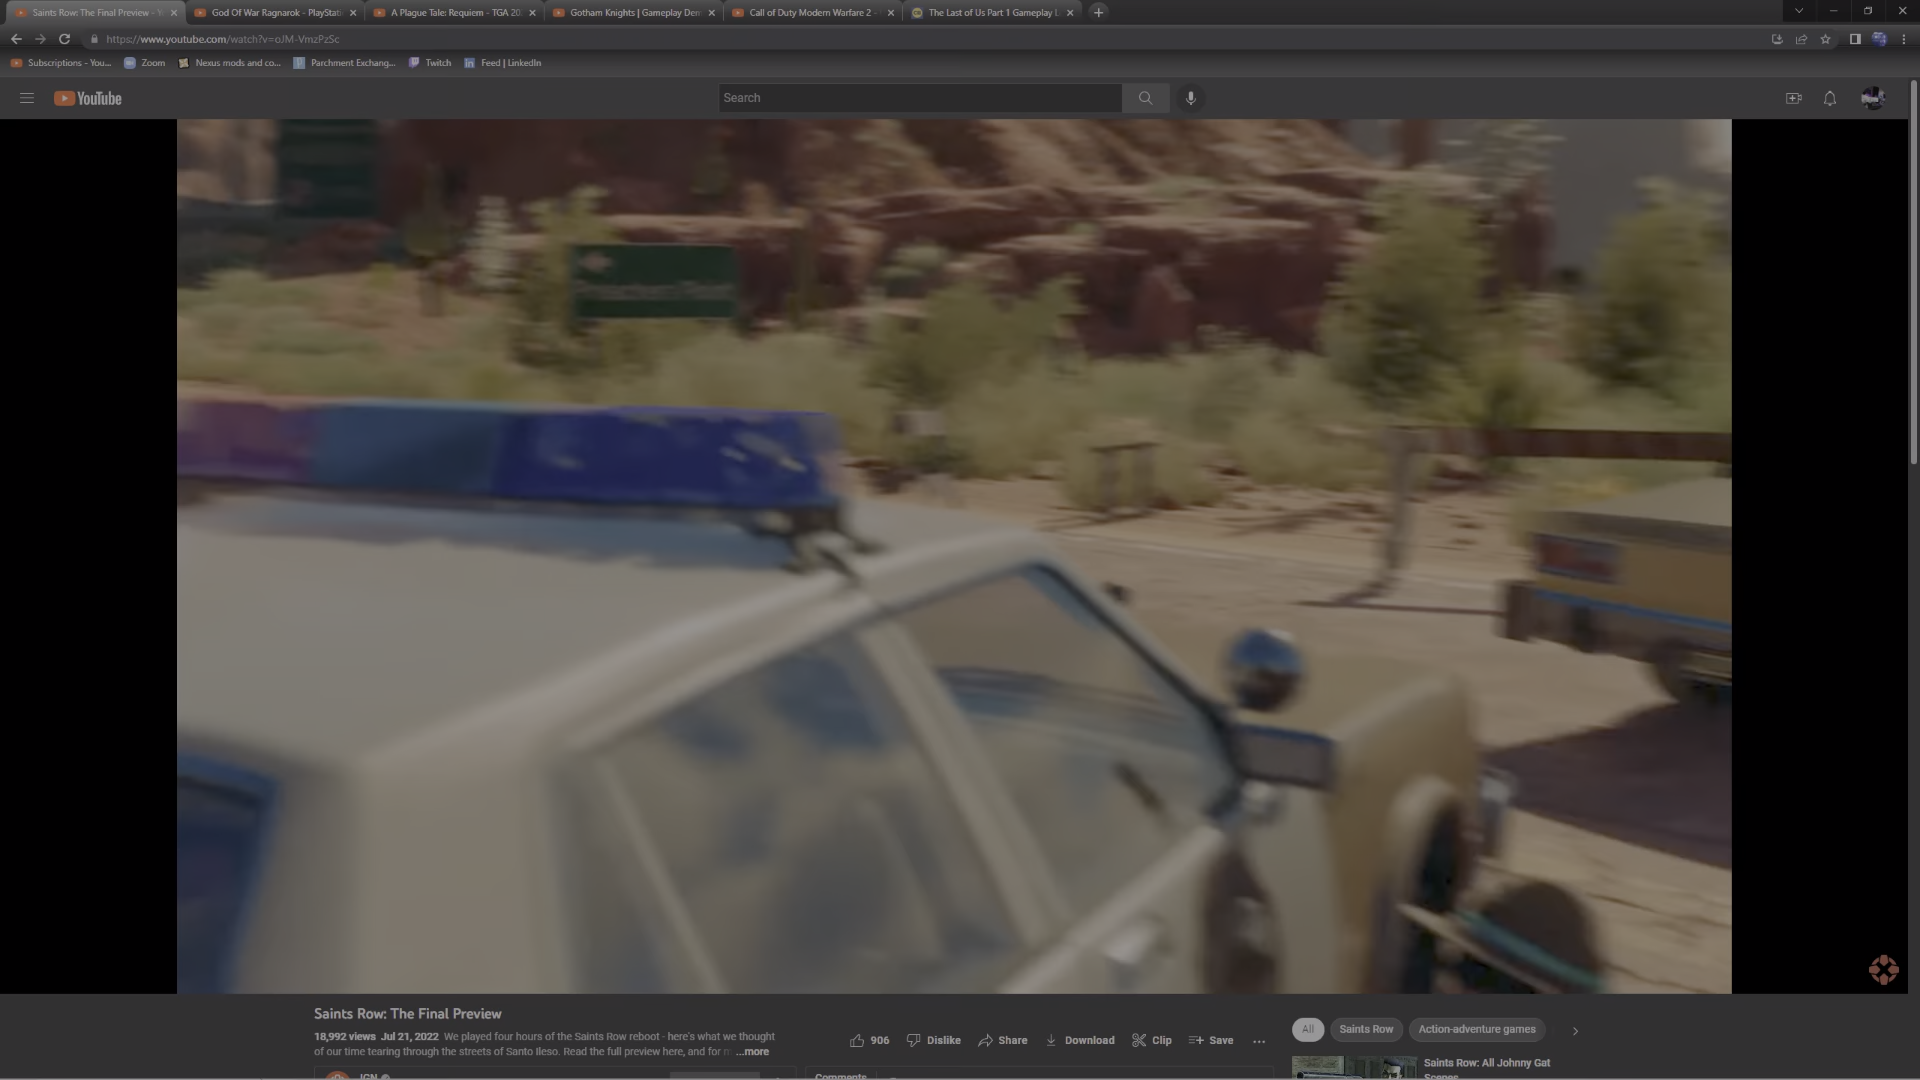 Saints Row: The Final Preview - Y
God Of War Ragnarok - PlayStati
A Plague Tale: Requiem - TGA 20
Gotham Knights | Gameplay Dem
Call of Duty Modern Warfare 2 -
The Last of Us Part 1 Gameplay L
https://www.youtube.com/watch?v=oJM-VmzPzSc
Subscriptions - You...
Zoom
Nexus mods and co...
Parchment Exchang...
Twitch
Feed | LinkedIn
YouTube
Search
Saints Row: The Final Preview
18,992 views Jul 21, 2022 We played four hours of the Saints Row reboot - here's what we thought
of our time tearing through the streets of Santo Ileso. Read the full preview here, and for m ...more
906
Dislike
Share
Download
Clip
Save
All
Saints Row
Action-adventure games
Saints Row: All Johnny Gat
Scenes
IGN
Comments